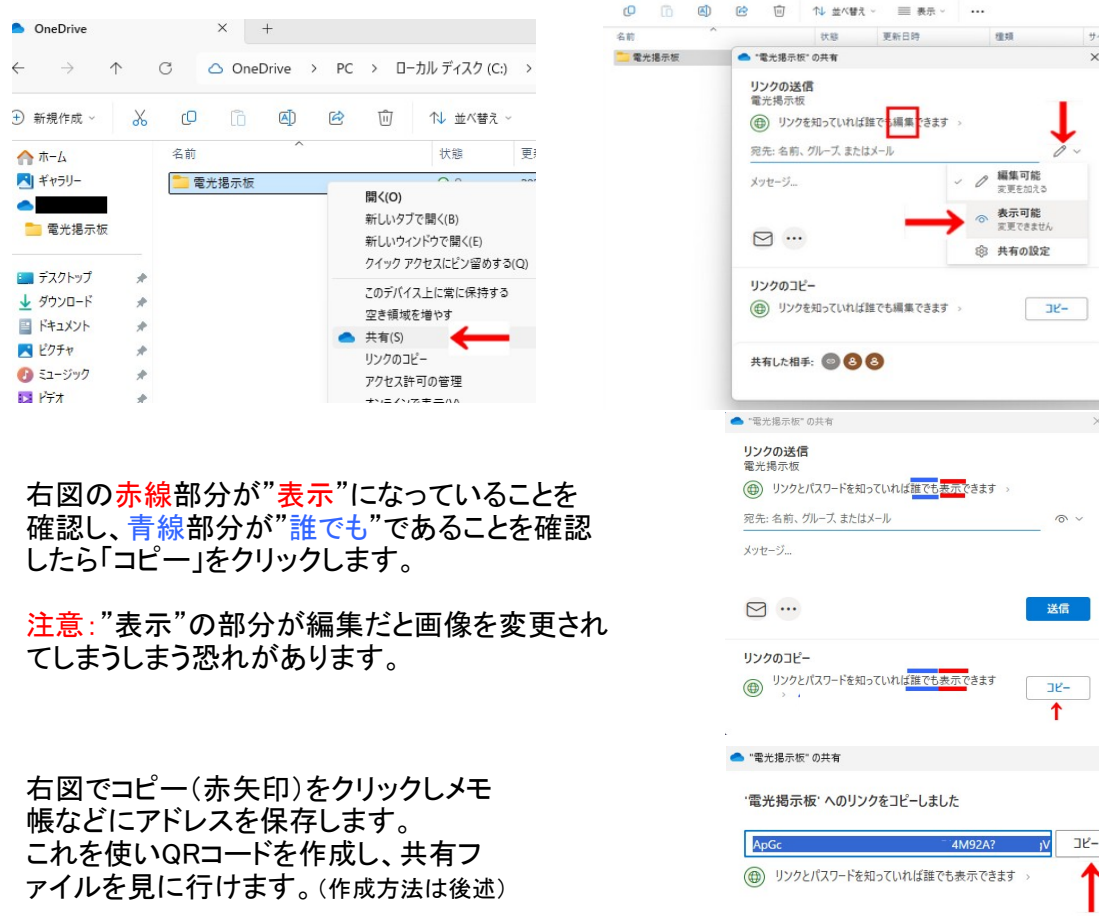 OneDrive
OneDrive > PC > ローカル ディスク (C:) >
新規作成
並べ替え
名前
状態
ホーム
ギャラリー
電光掲示板
デスクトップ
ダウンロード
ドキュメント
ピクチャ
ミュージック
ビデオ
電光掲示板
開く(O)
新しいタブで開く(B)
新しいウィンドウで開く(E)
クイック アクセスにピン留めする(Q)
このデバイス上に常に保持する
空き領域を増やす
共有(S)
リンクのコピー
アクセス許可の管理
並べ替え
表示
名前
状態
更新日時
種類
電光掲示板
"電光掲示板" の共有
リンクの送信
電光掲示板
リンクを知っていれば誰でも編集できます
宛先: 名前、グループ、またはメール
メッセージ...
編集可能
変更を加える
表示可能
変更できません
共有の設定
リンクのコピー
リンクを知っていれば誰でも編集できます
コピー
共有した相手:
"電光掲示板" の共有
リンクの送信
電光掲示板
リンクとパスワードを知っていれば誰でも表示できます
宛先: 名前、グループ、またはメール
メッセージ...
送信
リンクのコピー
リンクとパスワードを知っていれば誰でも表示できます
コピー
右図の赤線部分が”表示”になっていることを
確認し、青線部分が”誰でも”であることを確認
したら「コピー」をクリックします。
注意：”表示”の部分が編集だと画像を変更され
てしまうしまう恐れがあります。
右図でコピー（赤矢印）をクリックしメモ
帳などにアドレスを保存します。
これを使いQRコードを作成し、共有フ
ァイルを見に行けます。（作成方法は後述）
"電光掲示板" の共有
'電光掲示板' へのリンクをコピーしました
ApGc 4M92A?
コピー
リンクとパスワードを知っていれば誰でも表示できます